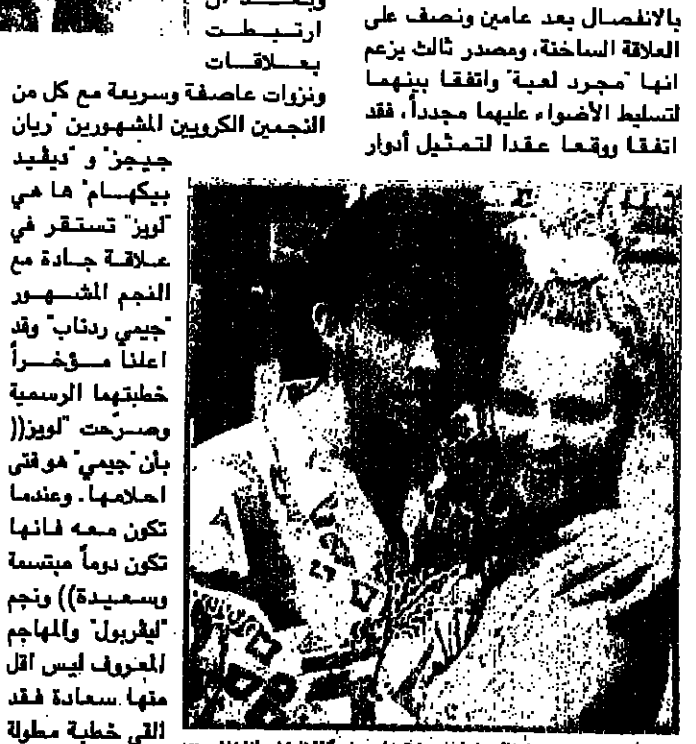 بالانفصال بعد عامين ونصف على
العلاقة الساخنة، ومصدر ثالث يزعم
انها "مجرد لعبة" واتفقا بينهما
لتسليط الأضواء عليهما مجدداً، فقد
اتفقا ووقعا عقدا لتمثيل أدوار
ارتبطت
بعلاقات
ونزوات عاصفة وسريعة مع كل من
النجمين الكرويين المشهورين "ريان
جيجز" و "ديڤيد
بيكهام" ها هي
"لويز" تستقر في
علاقة جادة مع
النجم المشهور
"جيمي ردناب" وقد
اعلنا مؤخراً
خطبتهما الرسمية
وصرّحت "لويز((
بأن "جيمي" هو فتى
احلامها. وعندما
تكون معه فانها
تكون دوماً مبتسمة
وسعيدة)) ونجم
"ليڤربول" والمهاجم
المعروف ليس اقل
منها سعادة فقد
القى خطبة مطولة